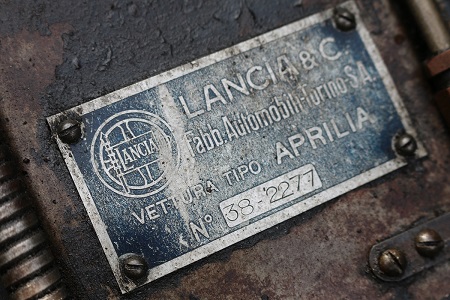 LANCIA & C.
Fabb. Automobili-Torino-S.A.
LANCIA
VETTURA TIPO APRILIA
N° 38-2277